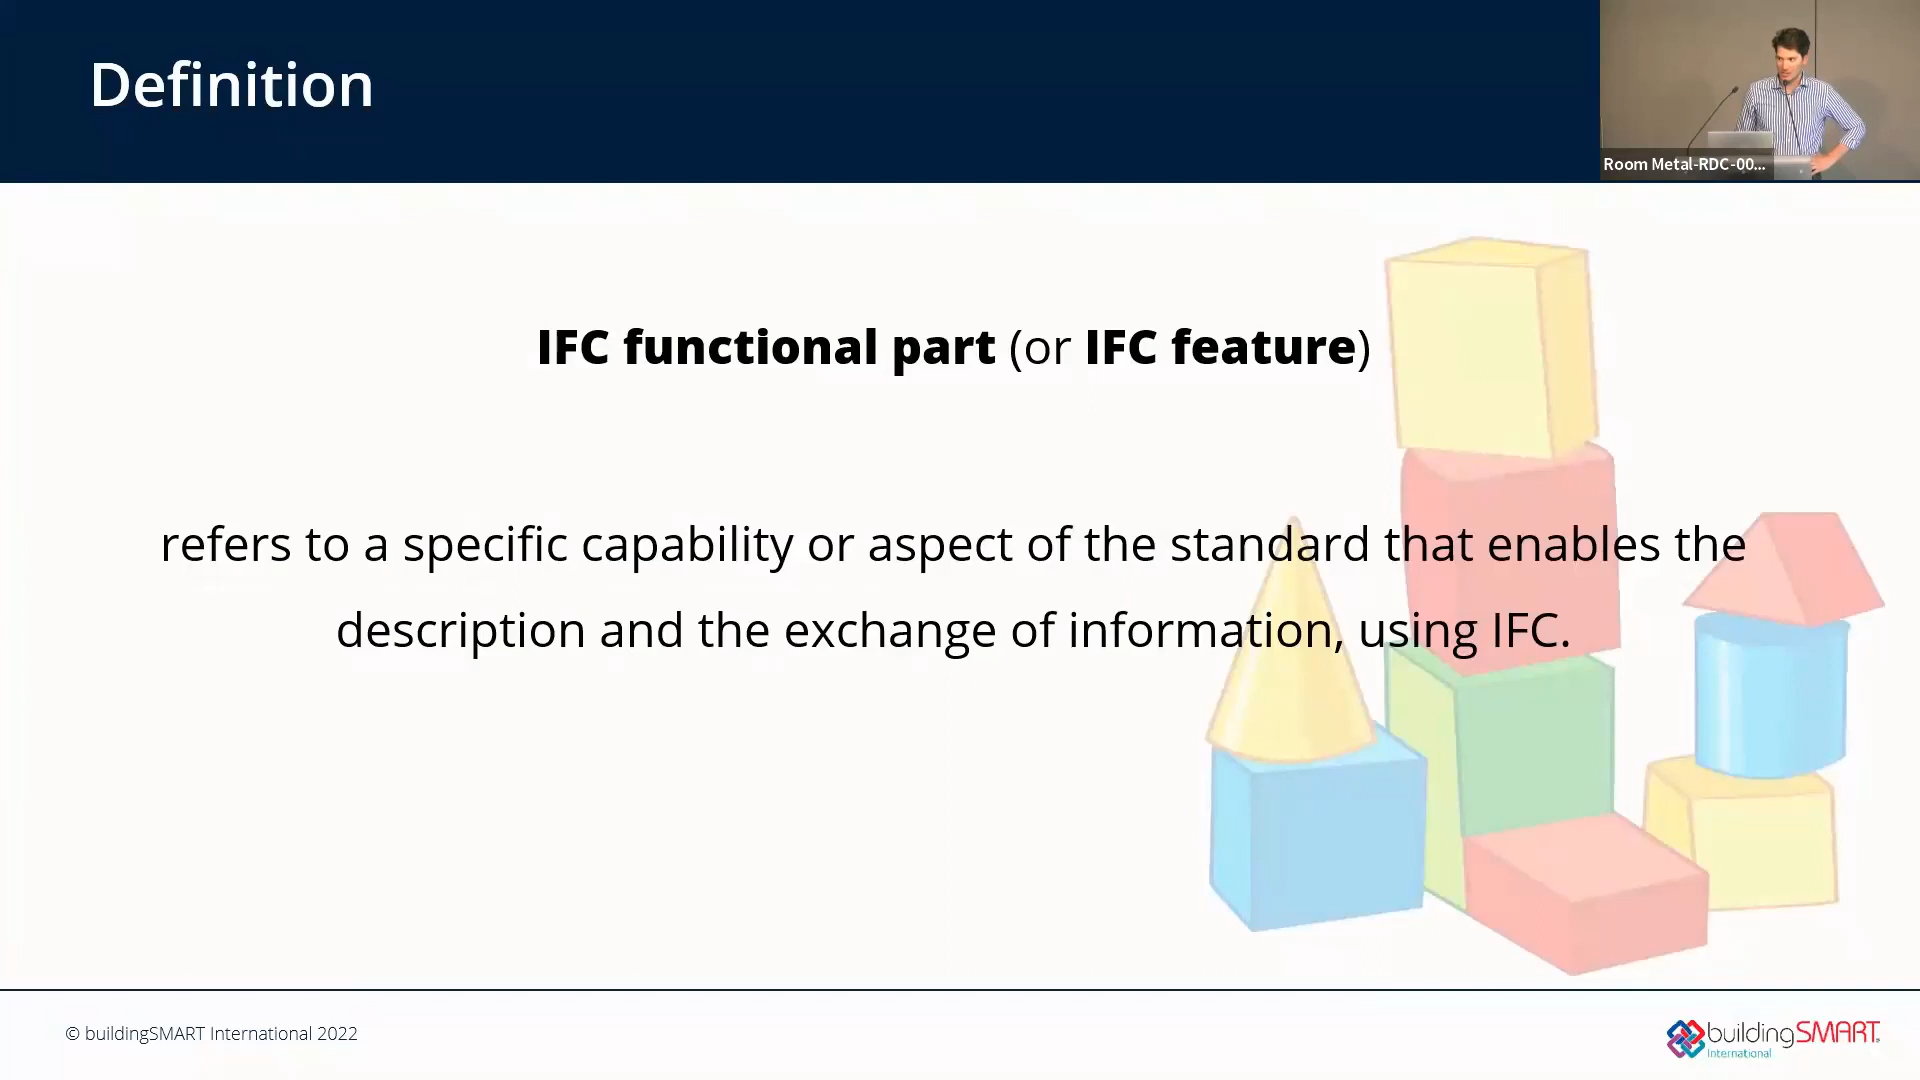 Definition
Room Metal-RDC-00...
IFC functional part (or IFC feature)
refers to a specific capability or aspect of the standard that enables the
description and the exchange of information, using IFC.
© buildingSMART International 2022
buildingSMART
International